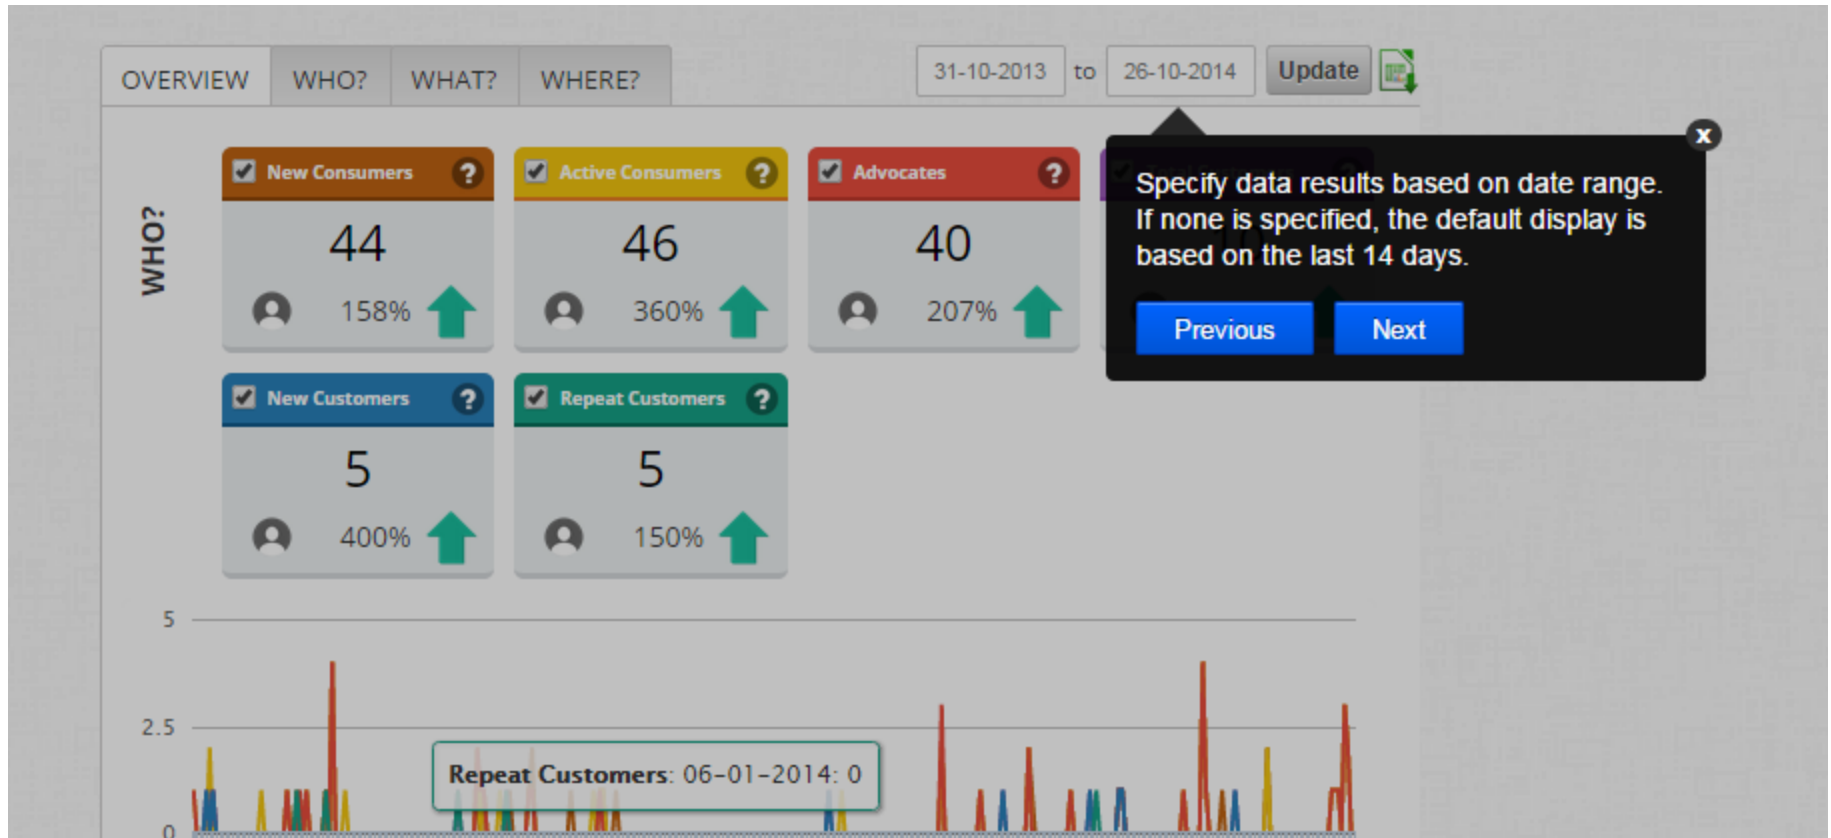 OVERVIEW WHO? WHAT? WHERE?
31-10-2013 to 26-10-2014 Update
x
Specify data results based on date range.
If none is specified, the default display is
based on the last 14 days.
Previous Next
WHO?
New Consumers ?
44
158%
Active Consumers ?
46
360%
Advocates ?
40
207%
10
New Customers ?
5
400%
Repeat Customers ?
5
150%
5
2.5
0
Repeat Customers: 06-01-2014: 0